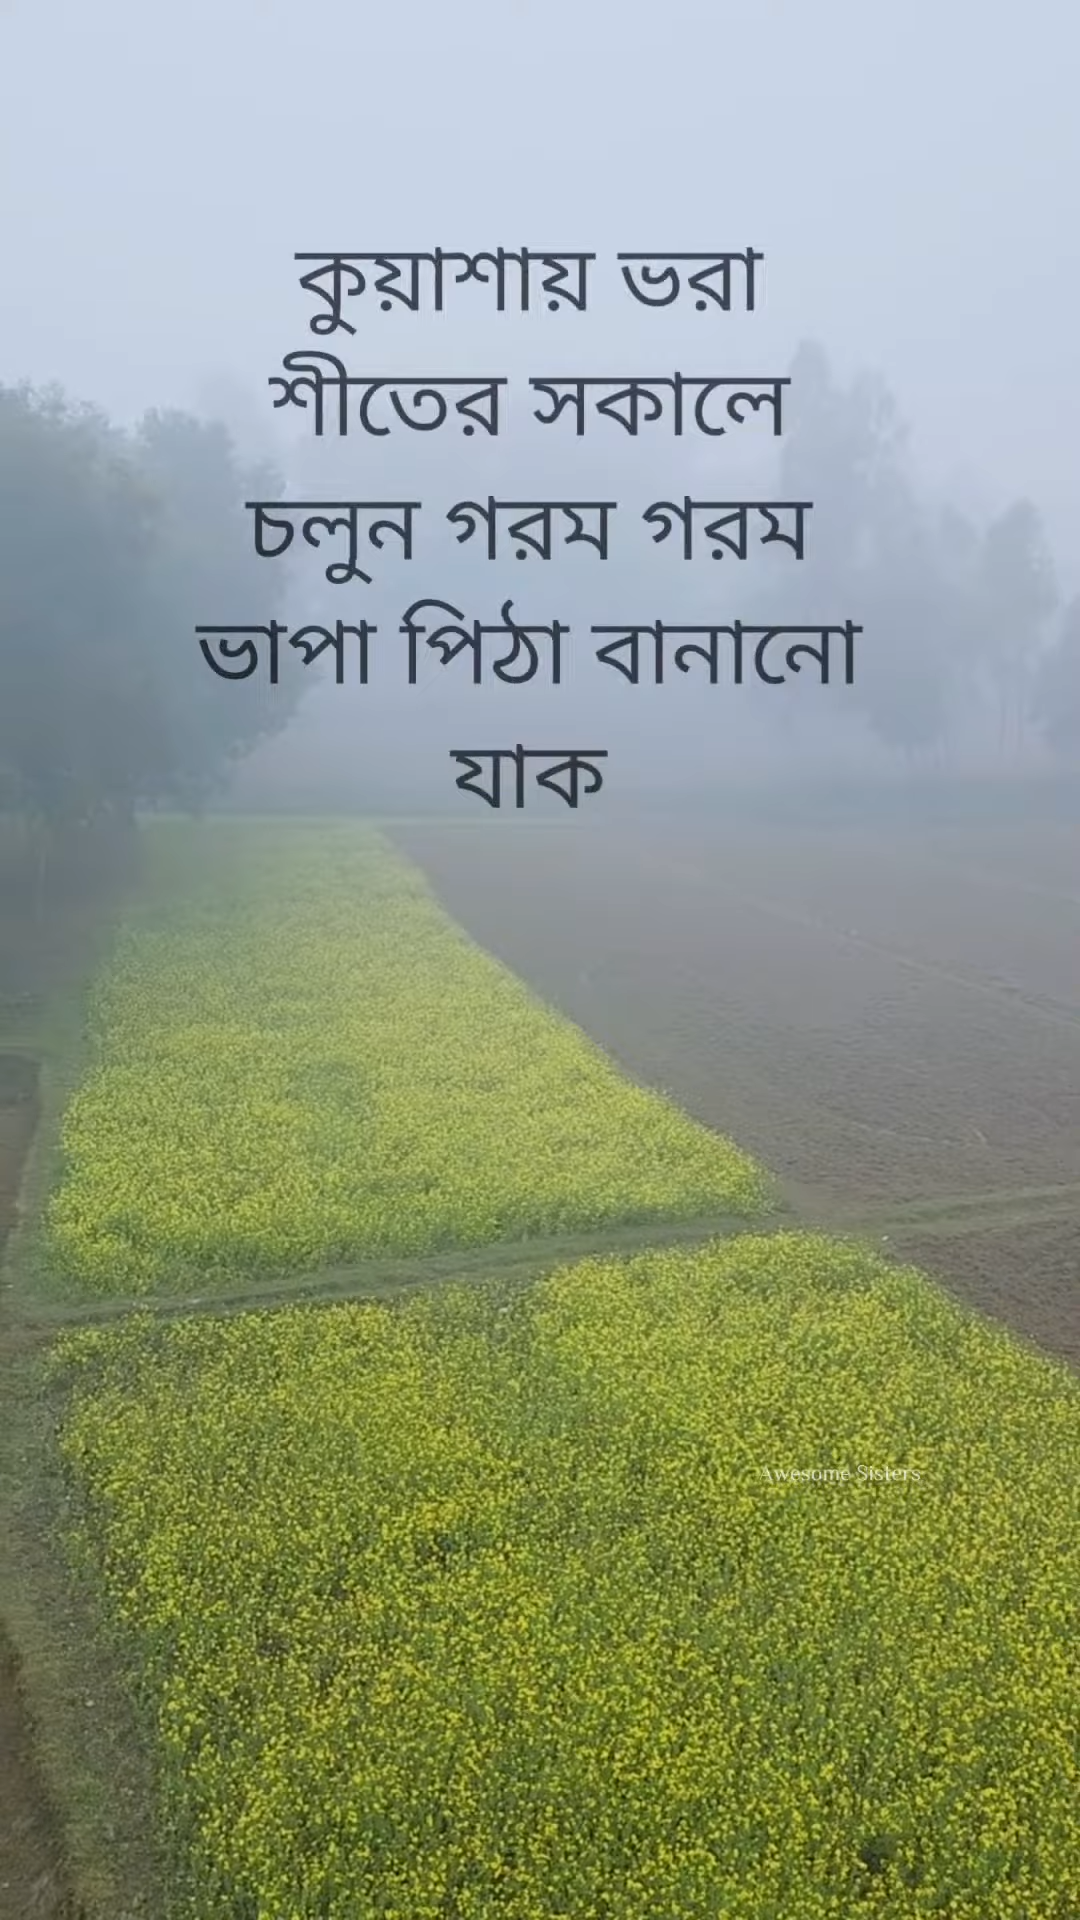 কুয়াশায় ভরা
শীতের সকালে
চলুন গরম গরম
ভাপা পিঠা বানানো
যাক
Awesome Sisters